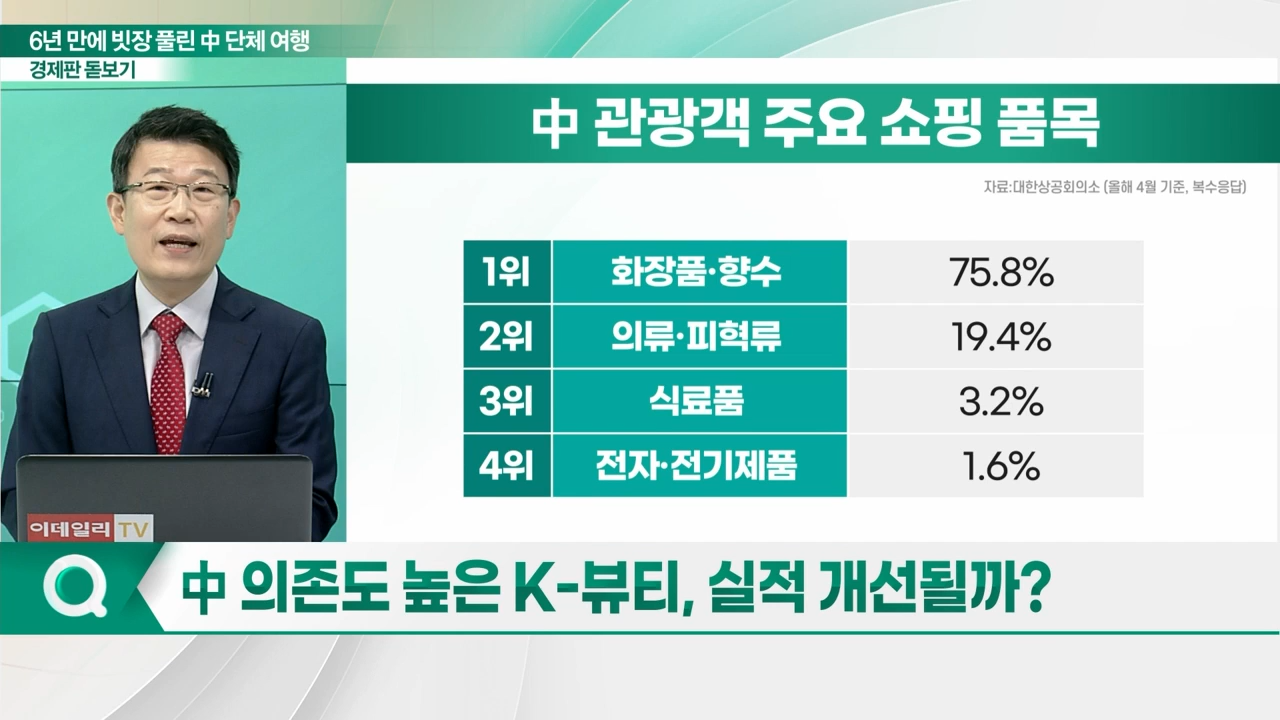 6년 만에 빗장 풀린 中 단체 여행
경제판 돋보기
中 관광객 주요 쇼핑 품목
자료:대한상공회의소 (올해 4월 기준, 복수응답)
1위 화장품·향수 75.8%
2위 의류·피혁류 19.4%
3위 식료품 3.2%
4위 전자·전기제품 1.6%
이데일리 TV
中 의존도 높은 K-뷰티, 실적 개선될까?